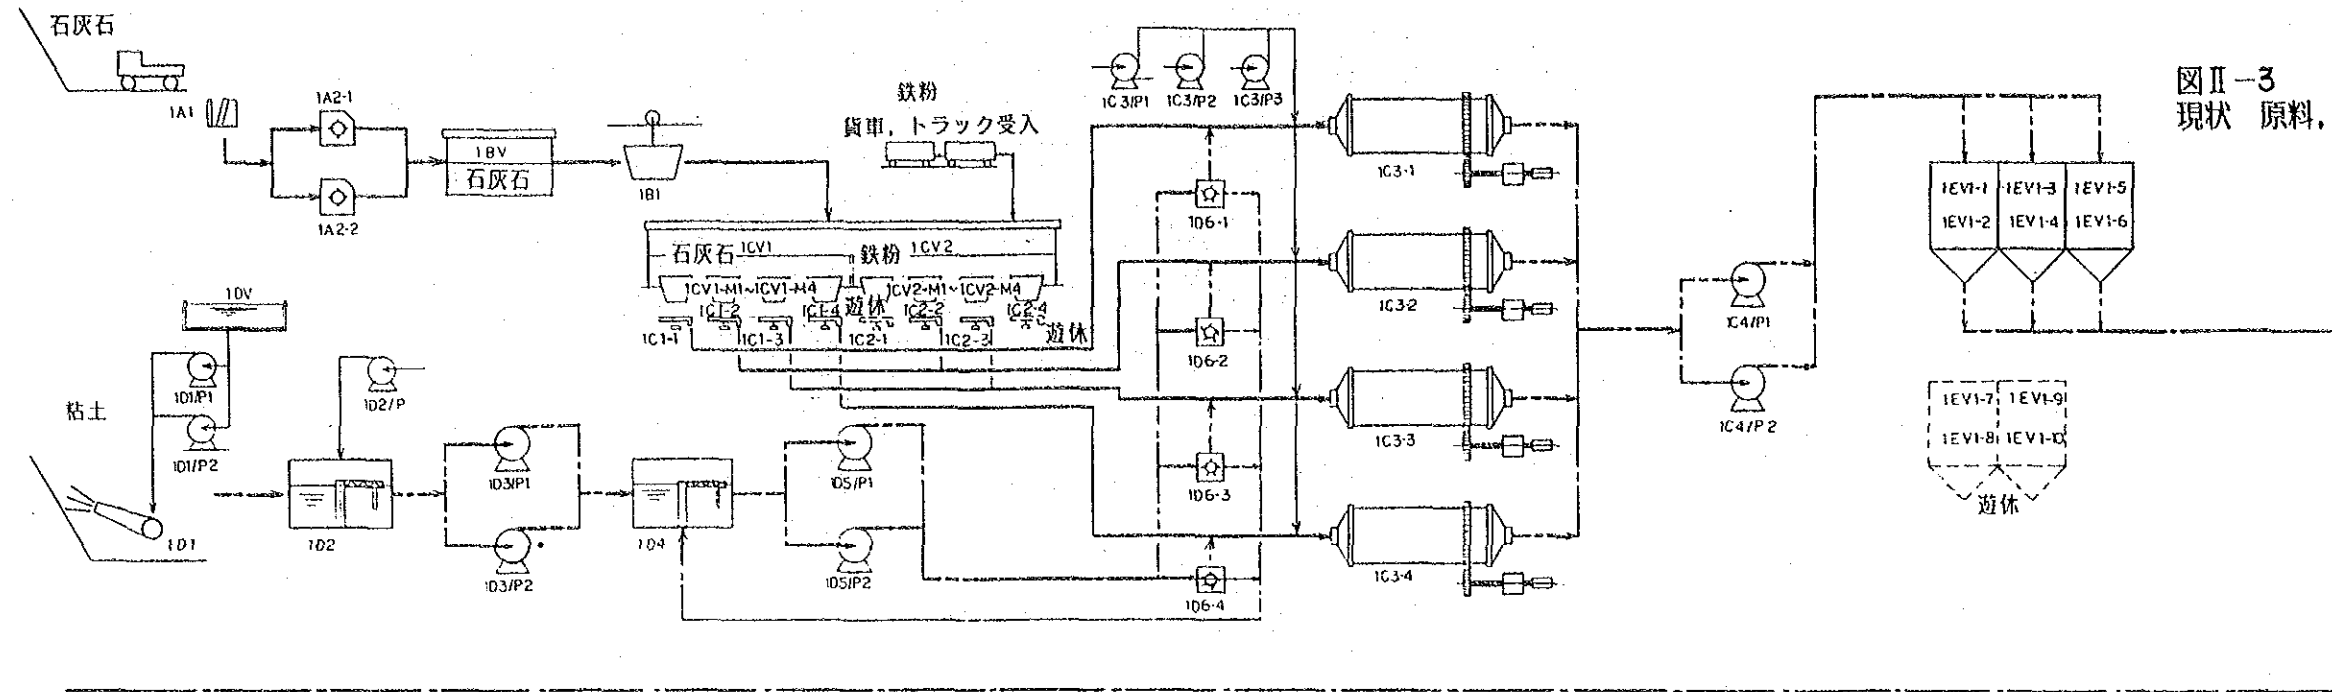 石灰石
1A1
1A2-1
1A2-2
1BV
石灰石
1B1
鉄粉
貨車，トラック受入
1C3/P1
1C3/P2
1C3/P3
図Ⅱ-3
現状 原料，
石灰石 1CV1
鉄粉 1CV2
1CV1-M1~1CV1-M4
1CV2-M1~1CV2-M4
1C1-2
1C1-4
遊休
1C2-2
1C2-4
1C1-1
1C1-3
1C2-1
1C2-3
遊休
1D6-1
1D6-2
1D6-3
1D6-4
1C3-1
1C3-2
1C3-3
1C3-4
1C4/P1
1C4/P2
1EV1-1
1EV1-3
1EV1-5
1EV1-2
1EV1-4
1EV1-6
1EV1-7
1EV1-9
1EV1-8
1EV1-10
遊休
1DV
1D1/P1
1D1/P2
粘土
1D1
1D2/P
1D2
1D3/P1
1D3/P2
1D4
1D5/P1
1D5/P2